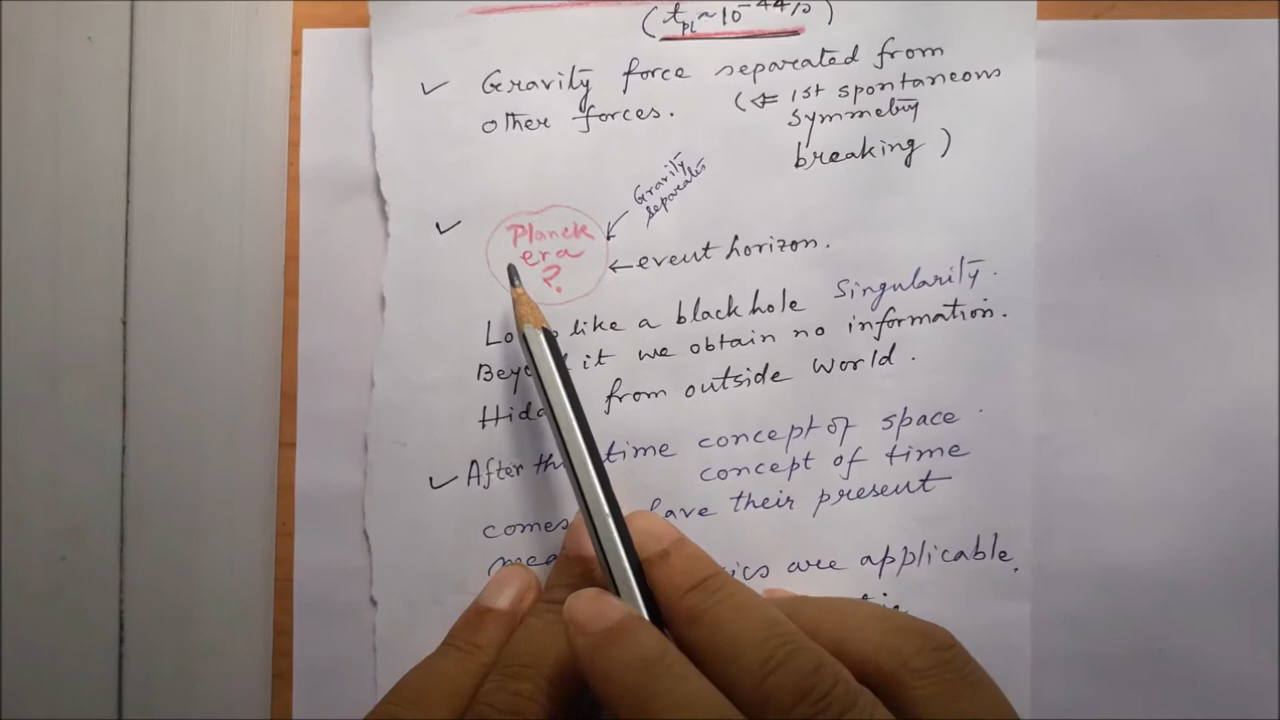 (t_pl ~ 10^-44 s)
✓ Gravity force separated from
other forces. (⇐ 1st spontaneous
symmetry
breaking)
Gravity
separates
✓ Planck
era
?
← event horizon.
like a blackhole Singularity.
it we obtain no information.
from outside world.
✓ After time concept of space
concept of time
comes have their present
are applicable.